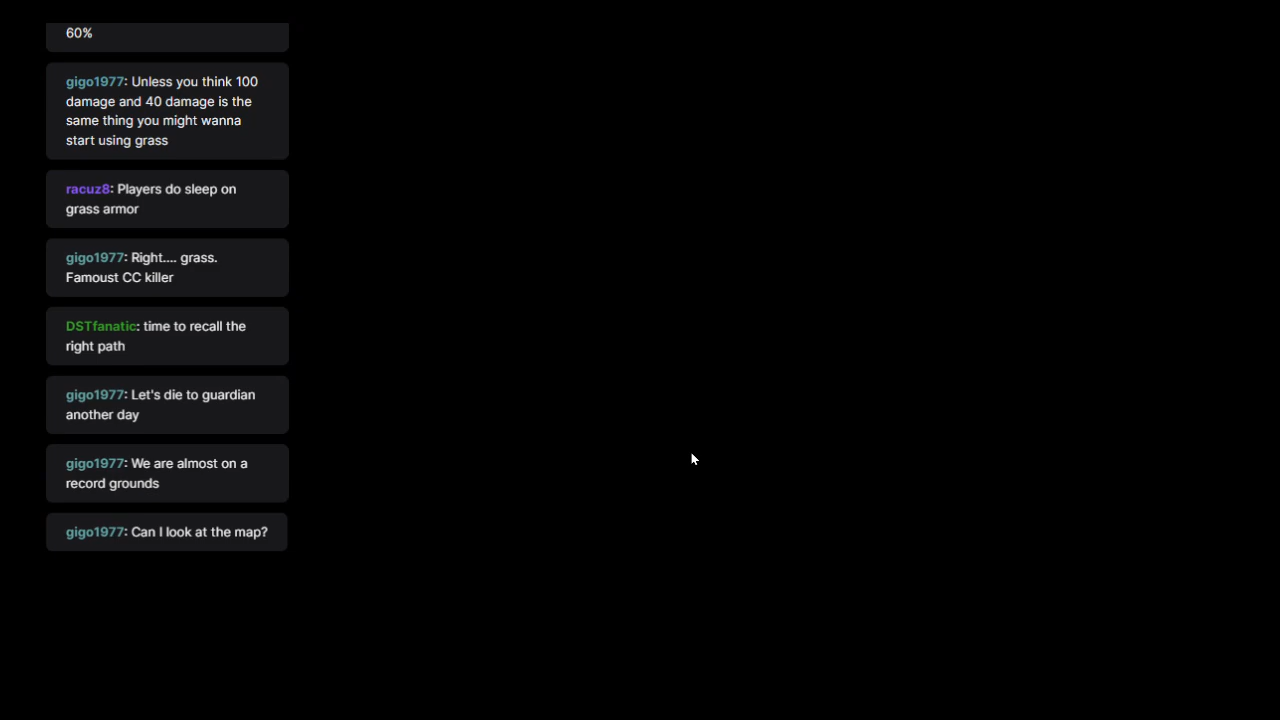 60%
gigo1977: Unless you think 100
damage and 40 damage is the
same thing you might wanna
start using grass
racuz8: Players do sleep on
grass armor
gigo1977: Right.... grass.
Famoust CC killer
DSTfanatic: time to recall the
right path
gigo1977: Let's die to guardian
another day
gigo1977: We are almost on a
record grounds
gigo1977: Can I look at the map?